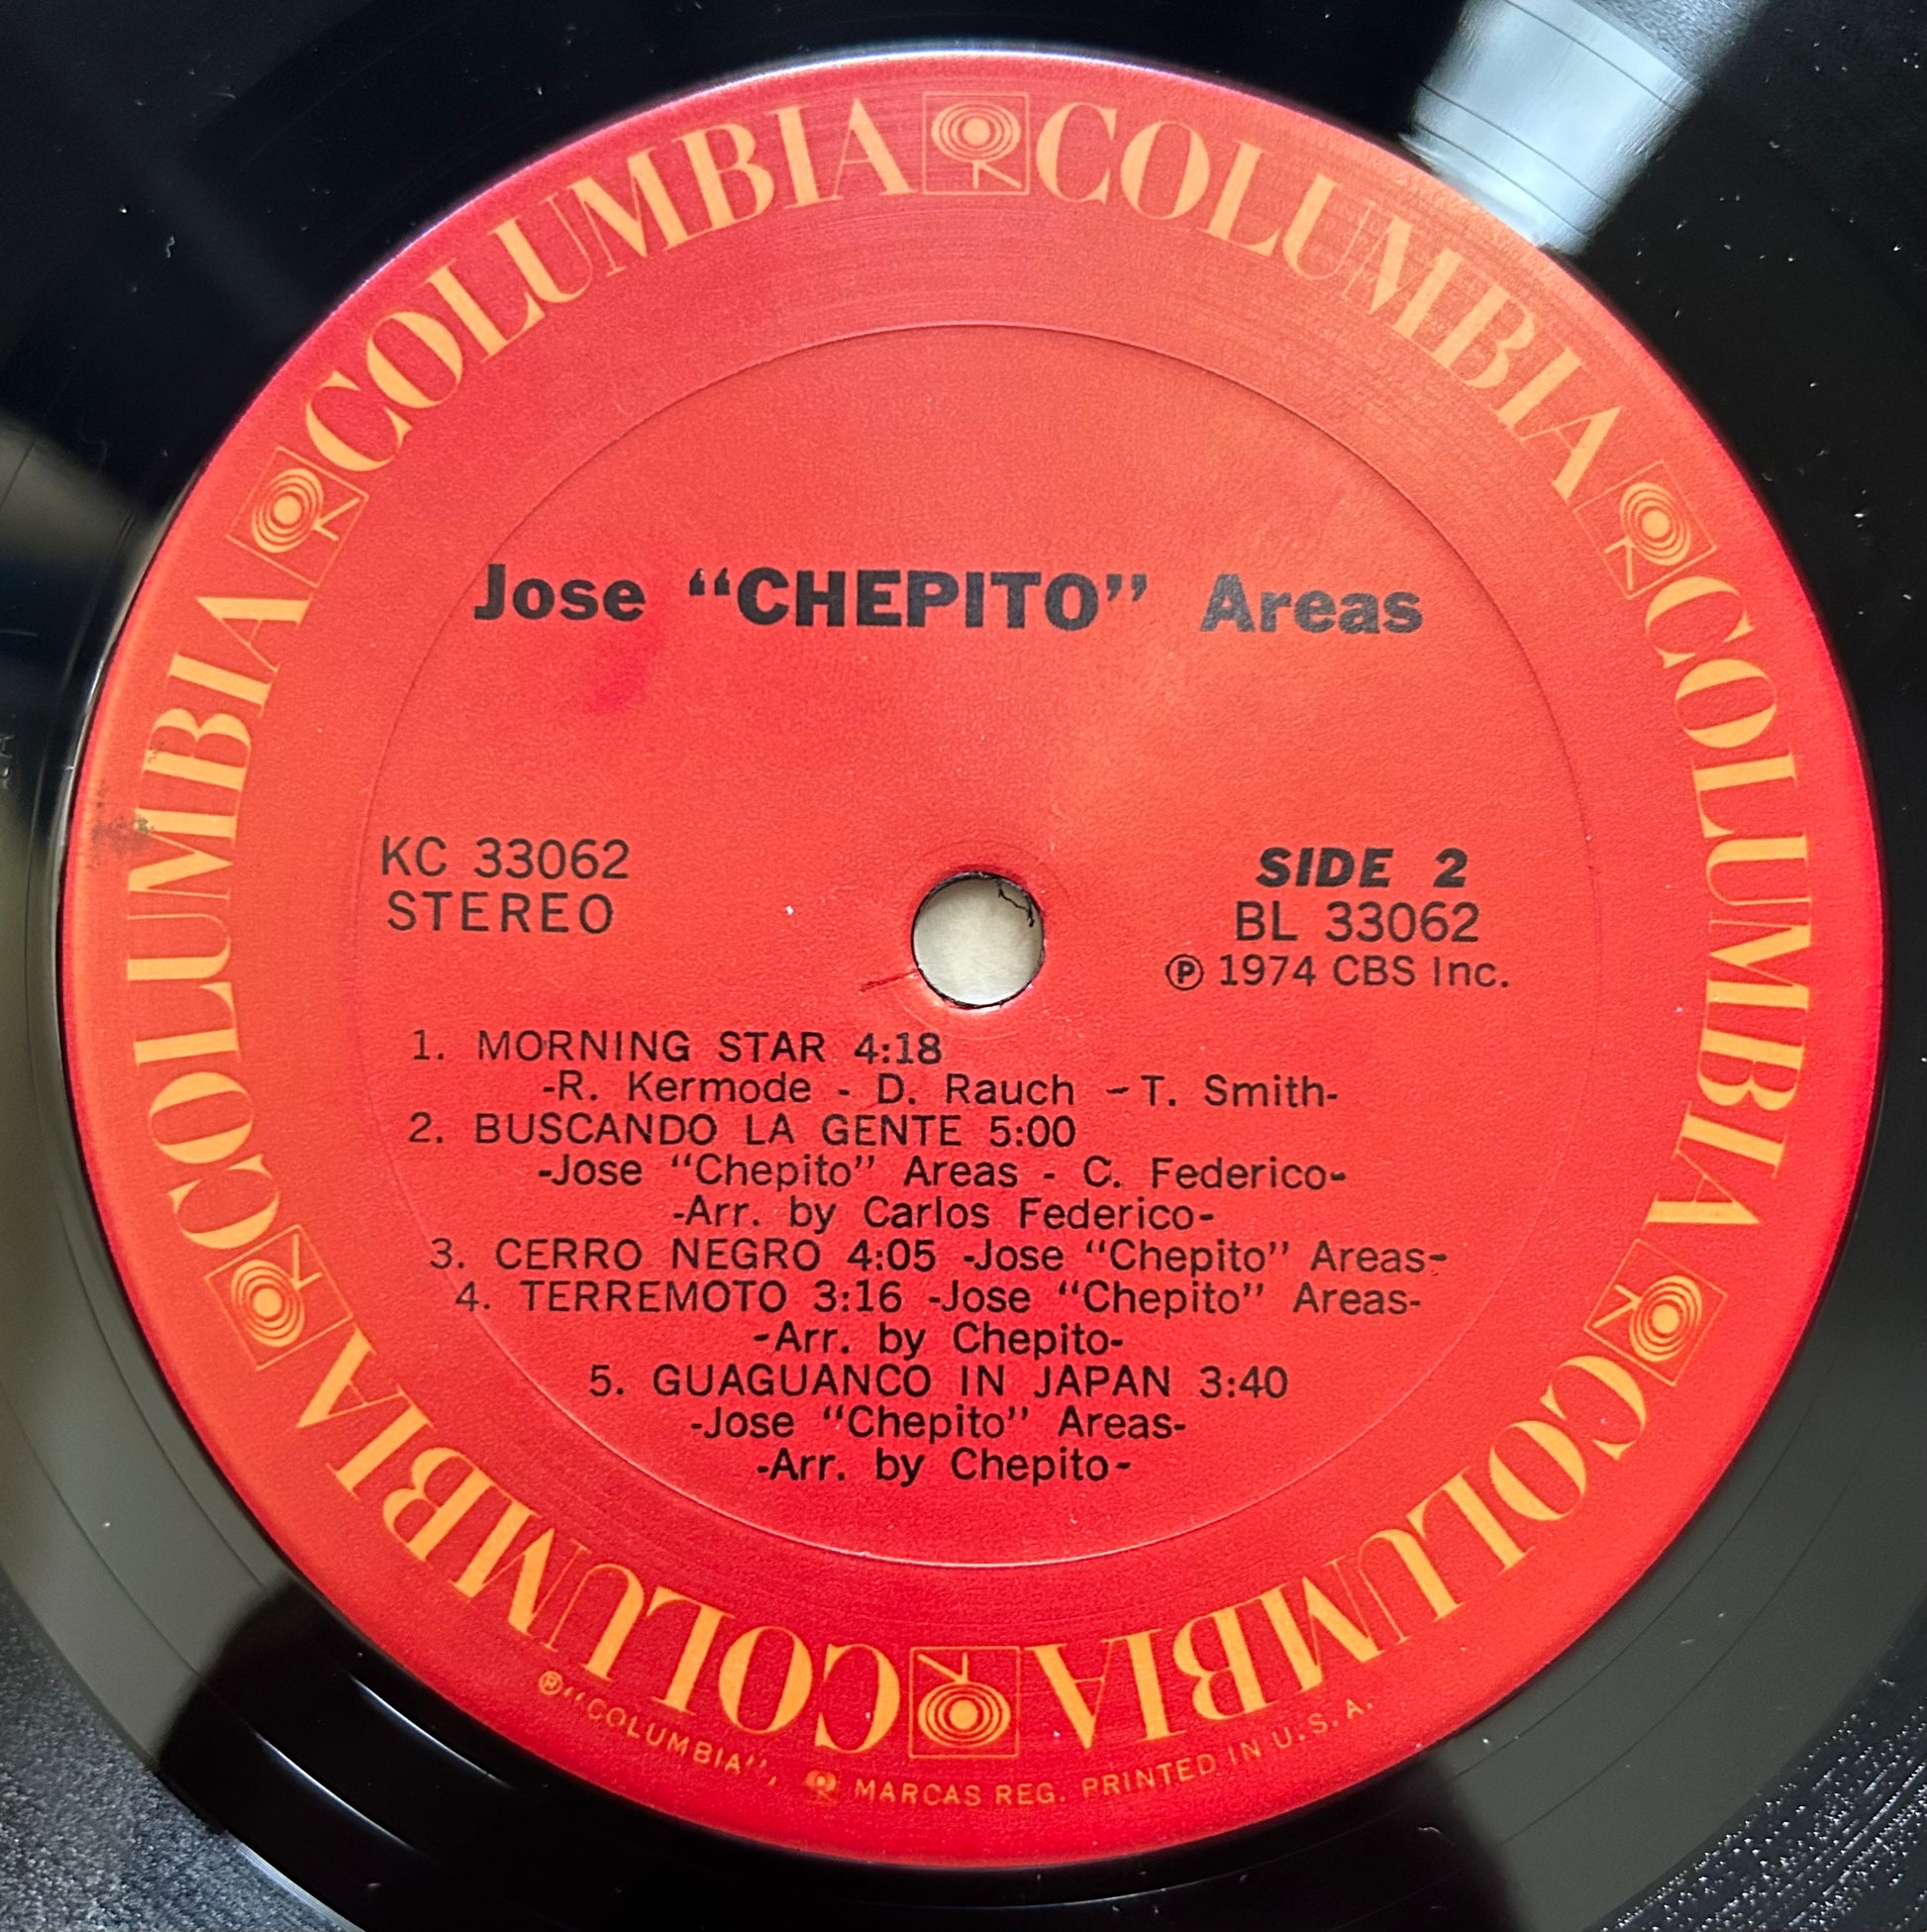 COLUMBIA COLUMBIA COLUMBIA COLUMBIA COLUMBIA COLUMBIA
Jose “CHEPITO” Areas
KC 33062
STEREO
SIDE 2
BL 33062
Ⓟ 1974 CBS Inc.
1. MORNING STAR 4:18
-R. Kermode - D. Rauch - T. Smith-
2. BUSCANDO LA GENTE 5:00
-Jose “Chepito” Areas - C. Federico-
-Arr. by Carlos Federico-
3. CERRO NEGRO 4:05 -Jose “Chepito” Areas-
4. TERREMOTO 3:16 -Jose “Chepito” Areas-
-Arr. by Chepito-
5. GUAGUANCO IN JAPAN 3:40
-Jose “Chepito” Areas-
-Arr. by Chepito-
® “COLUMBIA”, MARCAS REG. PRINTED IN U.S.A.